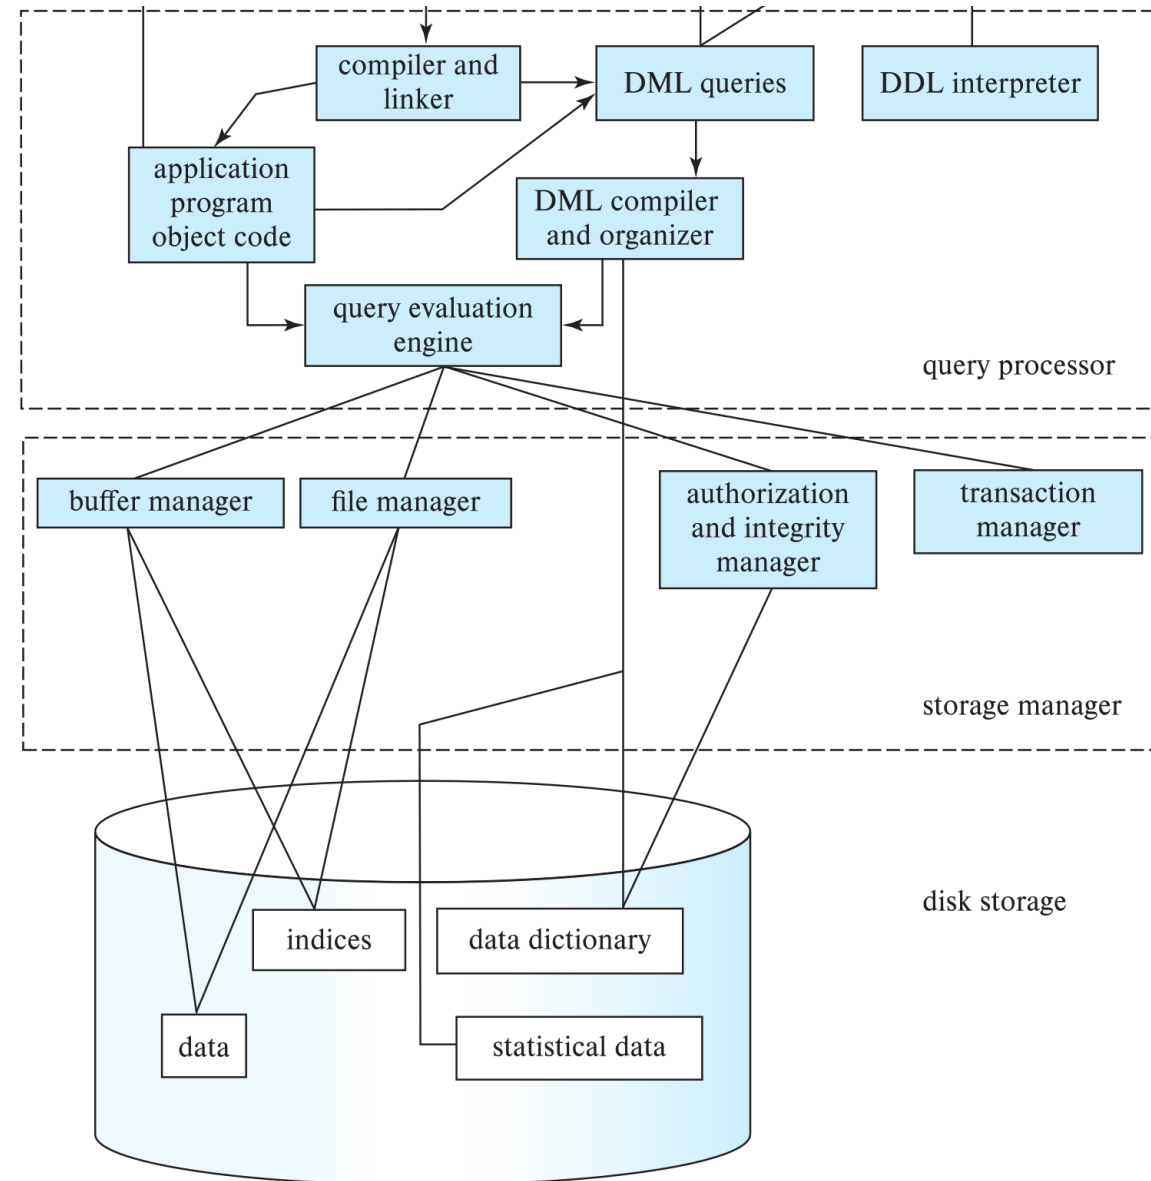 compiler and
linker
DML queries
DDL interpreter
application
program
object code
DML compiler
and organizer
query evaluation
engine
query processor
buffer manager
file manager
authorization
and integrity
manager
transaction
manager
storage manager
disk storage
indices
data dictionary
data
statistical data